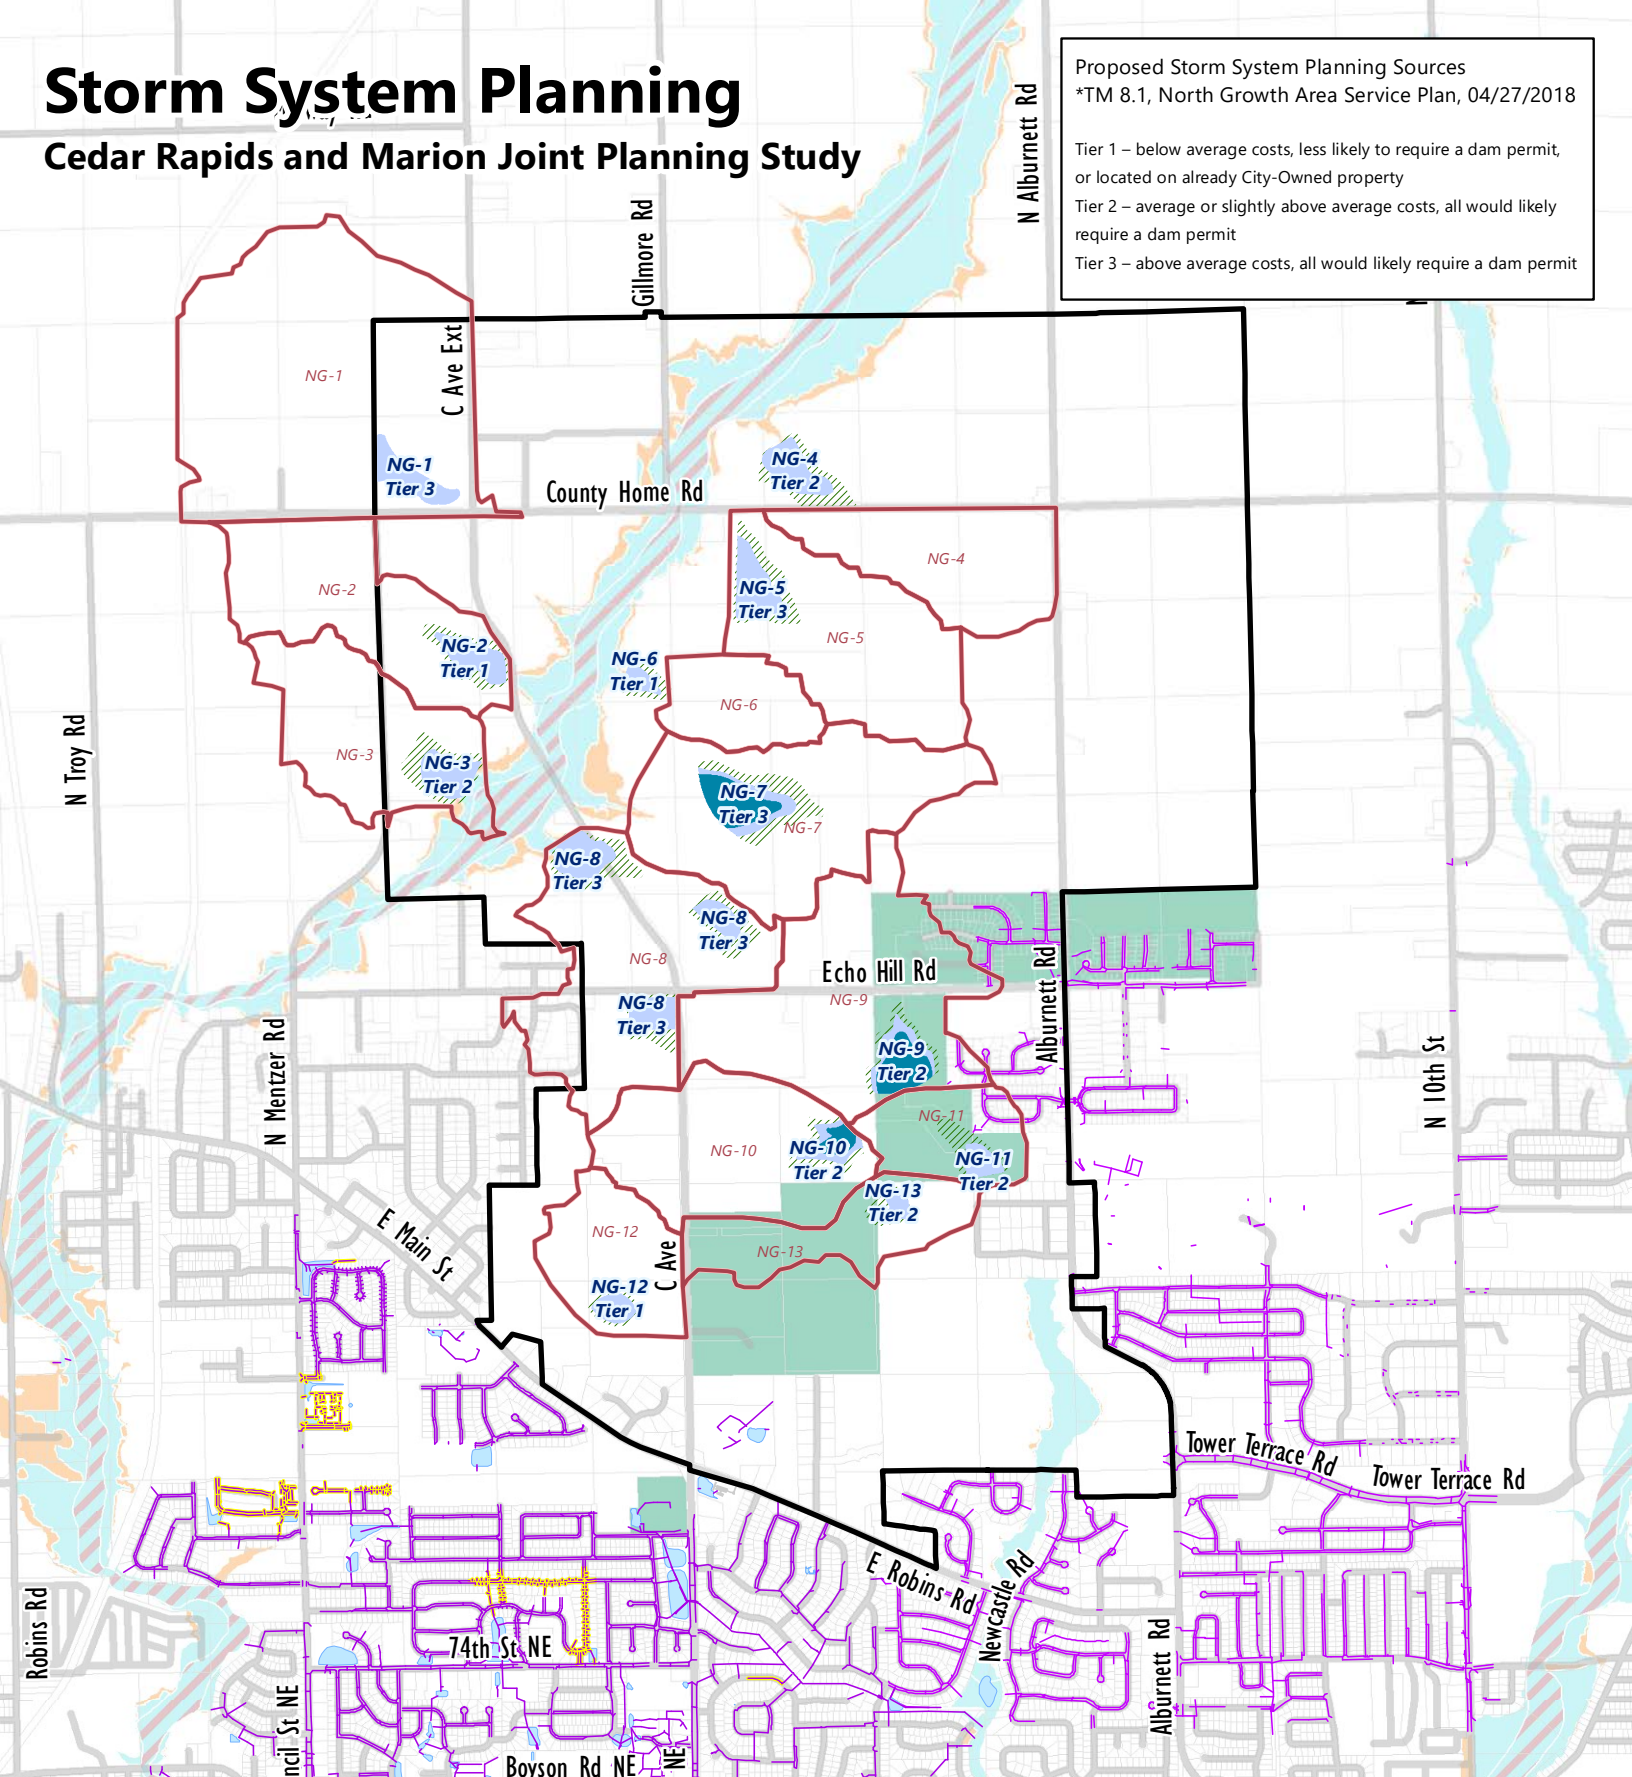 Storm System Planning
Cedar Rapids and Marion Joint Planning Study
Proposed Storm System Planning Sources
*TM 8.1, North Growth Area Service Plan, 04/27/2018
Tier 1 – below average costs, less likely to require a dam permit,
or located on already City-Owned property
Tier 2 – average or slightly above average costs, all would likely
require a dam permit
Tier 3 – above average costs, all would likely require a dam permit
N Alburnett Rd
Gillmore Rd
C Ave Ext
NG-1
NG-1
Tier 3
NG-4
Tier 2
County Home Rd
NG-4
NG-2
NG-5
Tier 3
NG-5
NG-2
Tier 1
NG-6
Tier 1
NG-6
N Troy Rd
NG-3
NG-3
Tier 2
NG-7
Tier 3
NG-7
NG-8
Tier 3
NG-8
Tier 3
NG-8
Echo Hill Rd
NG-9
Alburnett Rd
NG-8
Tier 3
N Mentzer Rd
NG-9
Tier 2
N 10th St
NG-11
NG-10
NG-10
Tier 2
NG-11
Tier 2
NG-13
Tier 2
E Main St
NG-12
C Ave
NG-13
NG-12
Tier 1
Tower Terrace Rd
Tower Terrace Rd
E Robins Rd
Newcastle Rd
Robins Rd
74th St NE
Alburnett Rd
ncil St NE
Boyson Rd NE
NE